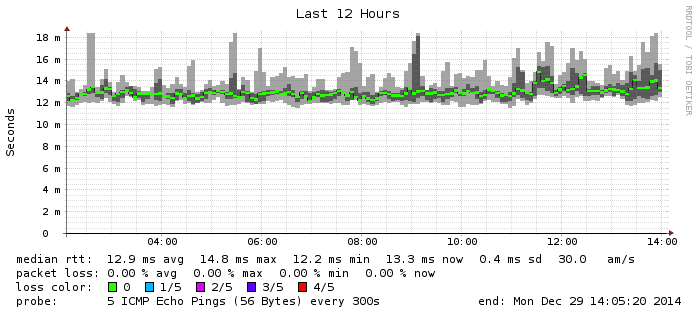 Last 12 Hours
RRDTOOL / TOBI OETIKER
Seconds
18 m
16 m
14 m
12 m
10 m
8 m
6 m
4 m
2 m
0
04:00 06:00 08:00 10:00 12:00 14:00
median rtt: 12.9 ms avg 14.8 ms max 12.2 ms min 13.3 ms now 0.4 ms sd 30.0 am/s
packet loss: 0.00 % avg 0.00 % max 0.00 % min 0.00 % now
loss color: 0 1/5 2/5 3/5 4/5
probe: 5 ICMP Echo Pings (56 Bytes) every 300s end: Mon Dec 29 14:05:20 2014